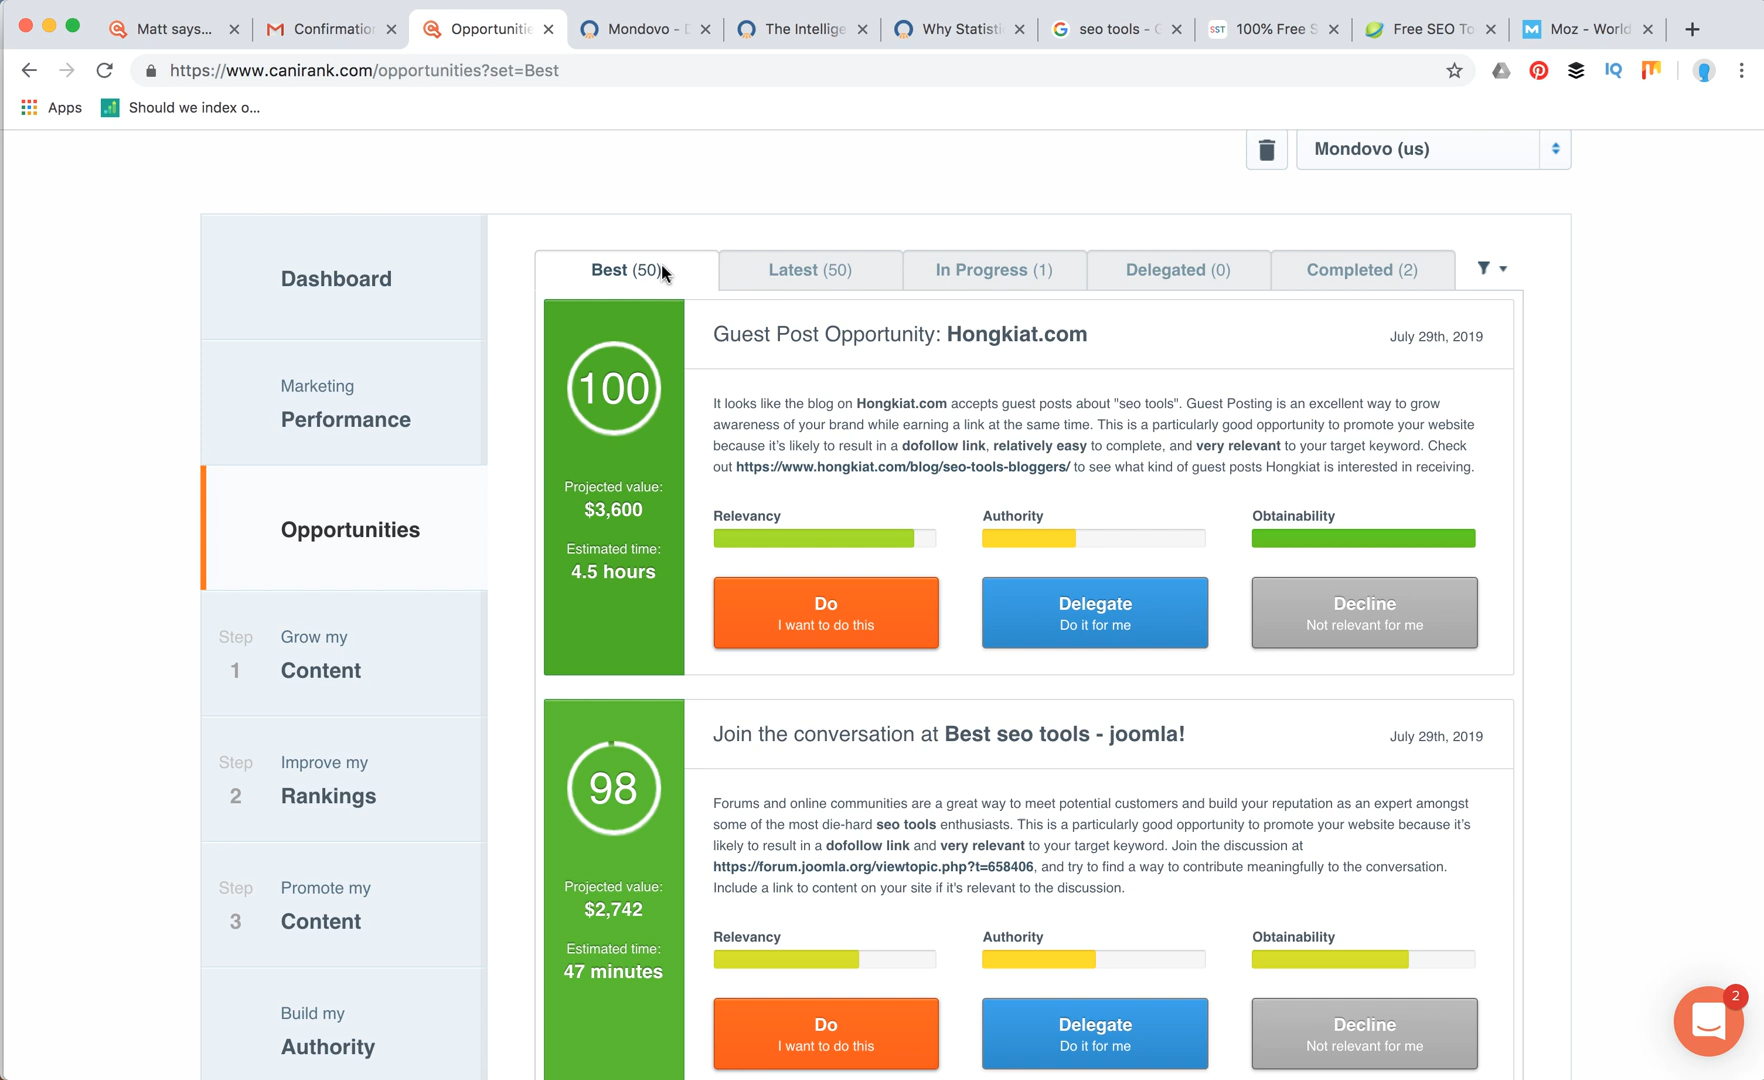 Matt says...
Confirmation
Opportunitie
Mondovo - D
The Intellige
Why Statisti
seo tools - G
SST 100% Free S
Free SEO To
Moz - World
https://www.canirank.com/opportunities?set=Best
IQ
Apps
Should we index o...
Mondovo (us)
Dashboard
Marketing
Performance
Opportunities
Step 1
Grow my
Content
Step 2
Improve my
Rankings
Step 3
Promote my
Content
Build my
Authority
Best (50)
Latest (50)
In Progress (1)
Delegated (0)
Completed (2)
100
Projected value:
$3,600
Estimated time:
4.5 hours
Guest Post Opportunity: Hongkiat.com
July 29th, 2019
It looks like the blog on Hongkiat.com accepts guest posts about "seo tools". Guest Posting is an excellent way to grow
awareness of your brand while earning a link at the same time. This is a particularly good opportunity to promote your website
because it's likely to result in a dofollow link, relatively easy to complete, and very relevant to your target keyword. Check
out https://www.hongkiat.com/blog/seo-tools-bloggers/ to see what kind of guest posts Hongkiat is interested in receiving.
Relevancy
Authority
Obtainability
Do
I want to do this
Delegate
Do it for me
Decline
Not relevant for me
98
Projected value:
$2,742
Estimated time:
47 minutes
Join the conversation at Best seo tools - joomla!
July 29th, 2019
Forums and online communities are a great way to meet potential customers and build your reputation as an expert amongst
some of the most die-hard seo tools enthusiasts. This is a particularly good opportunity to promote your website because it's
likely to result in a dofollow link and very relevant to your target keyword. Join the discussion at
https://forum.joomla.org/viewtopic.php?t=658406, and try to find a way to contribute meaningfully to the conversation.
Include a link to content on your site if it's relevant to the discussion.
Relevancy
Authority
Obtainability
Do
I want to do this
Delegate
Do it for me
Decline
Not relevant for me
2